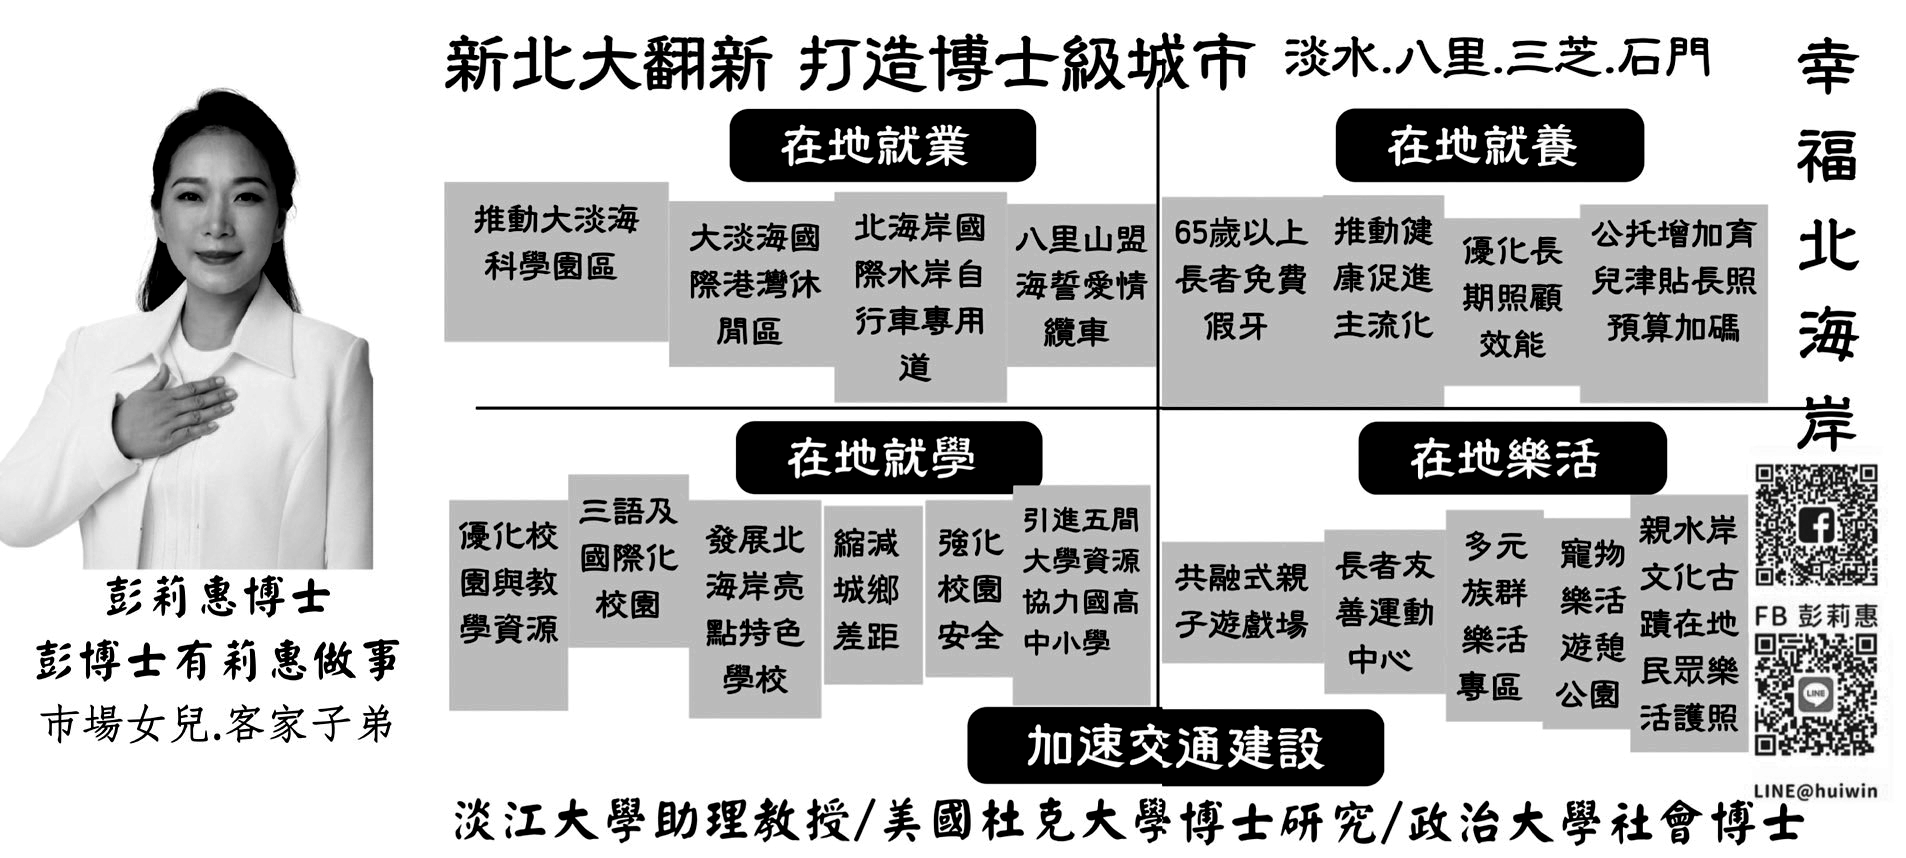 新北大翻新 打造博士級城市 淡水.八里.三芝.石門
幸福北海岸
在地就業
推動大淡海
科學園區
大淡海國
際港灣休
閒區
北海岸國
際水岸自
行車專用
道
八里山盟
海誓愛情
纜車
在地就養
65歲以上
長者免費
假牙
推動健
康促進
主流化
優化長
期照顧
效能
公托增加育
兒津貼長照
預算加碼
在地就學
優化校
園與教
學資源
三語及
國際化
校園
發展北
海岸亮
點特色
學校
縮減
城鄉
差距
強化
校園
安全
引進五間
大學資源
協力國高
中小學
在地樂活
共融式親
子遊戲場
長者友
善運動
中心
多元
族群
樂活
專區
寵物
樂活
遊憩
公園
親水岸
文化古
蹟在地
民眾樂
活護照
加速交通建設
彭莉惠博士
彭博士有莉惠做事
市場女兒.客家子弟
FB 彭莉惠
LINE
LINE@huiwin
淡江大學助理教授/美國杜克大學博士研究/政治大學社會博士